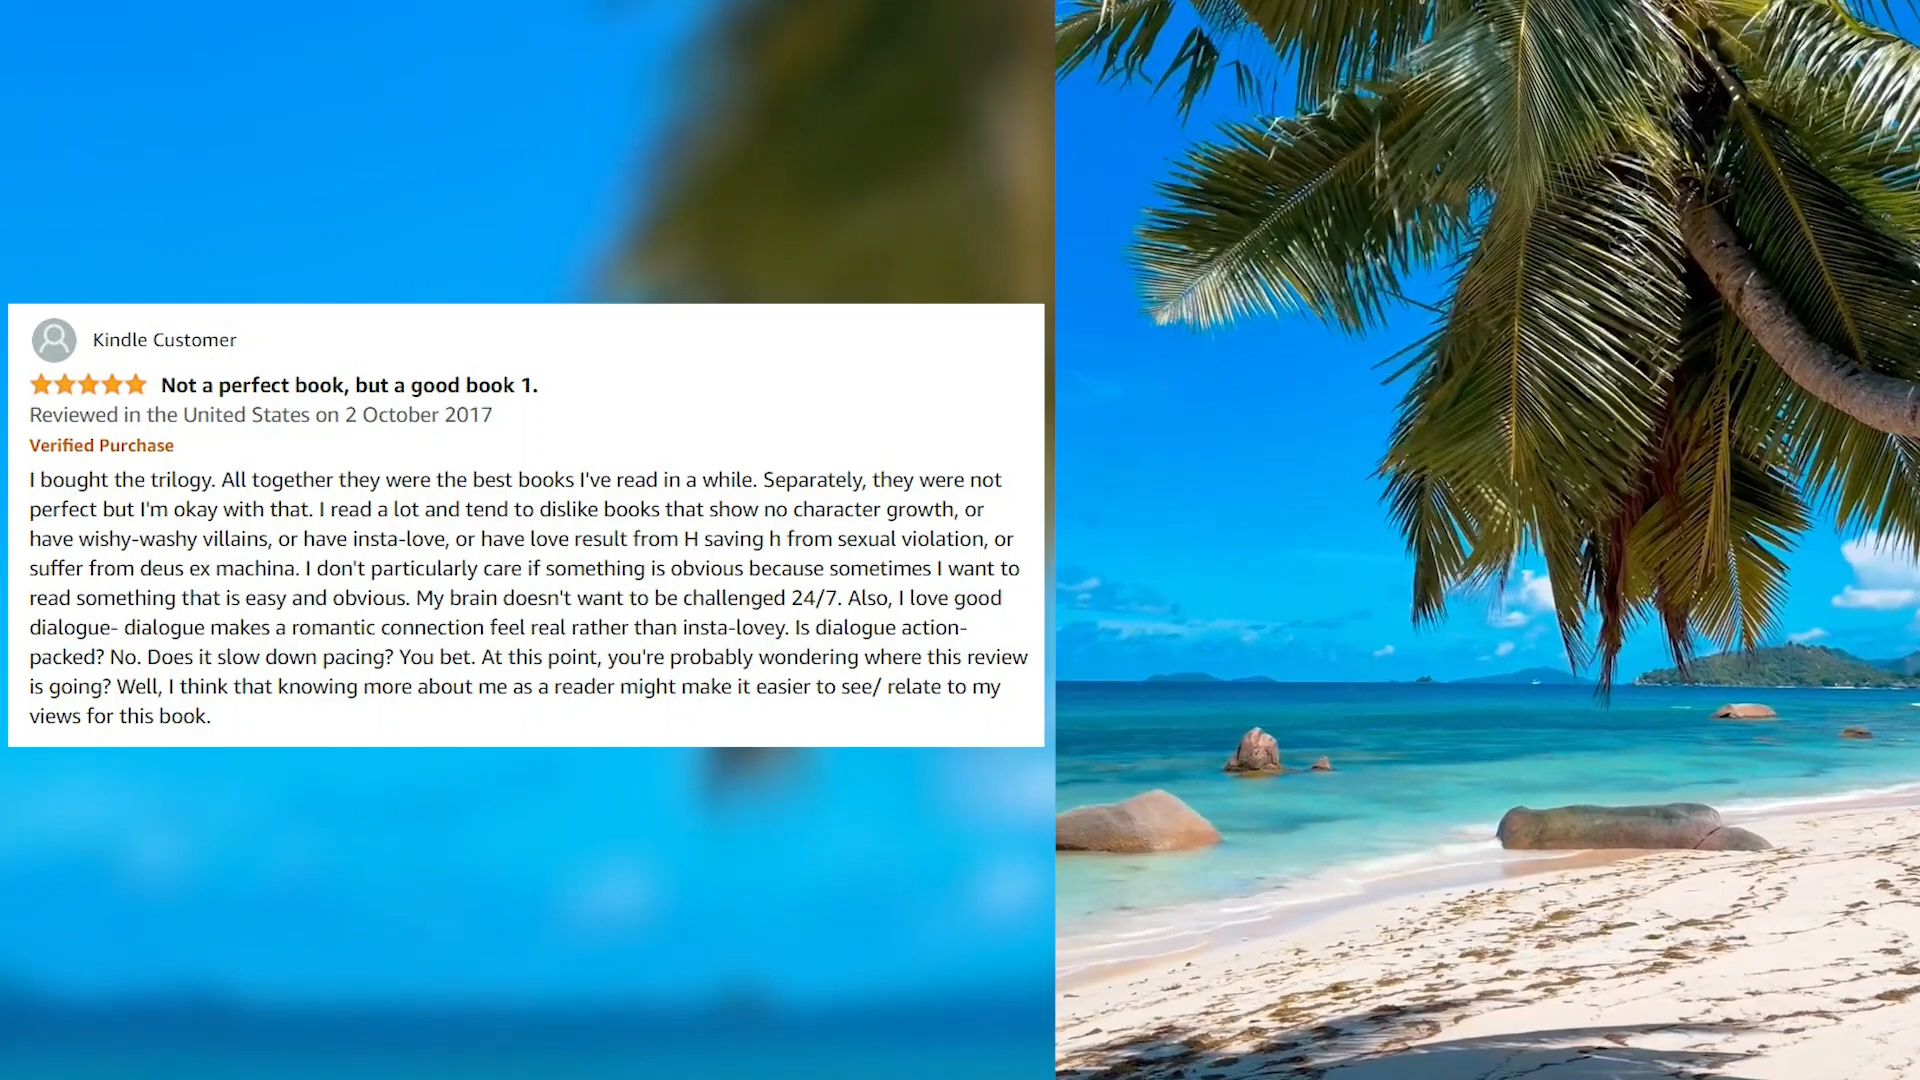 Kindle Customer
Not a perfect book, but a good book 1.
Reviewed in the United States on 2 October 2017
Verified Purchase
I bought the trilogy. All together they were the best books I've read in a while. Separately, they were not
perfect but I'm okay with that. I read a lot and tend to dislike books that show no character growth, or
have wishy-washy villains, or have insta-love, or have love result from H saving h from sexual violation, or
suffer from deus ex machina. I don't particularly care if something is obvious because sometimes I want to
read something that is easy and obvious. My brain doesn't want to be challenged 24/7. Also, I love good
dialogue- dialogue makes a romantic connection feel real rather than insta-lovey. Is dialogue action-
packed? No. Does it slow down pacing? You bet. At this point, you're probably wondering where this review
is going? Well, I think that knowing more about me as a reader might make it easier to see/ relate to my
views for this book.